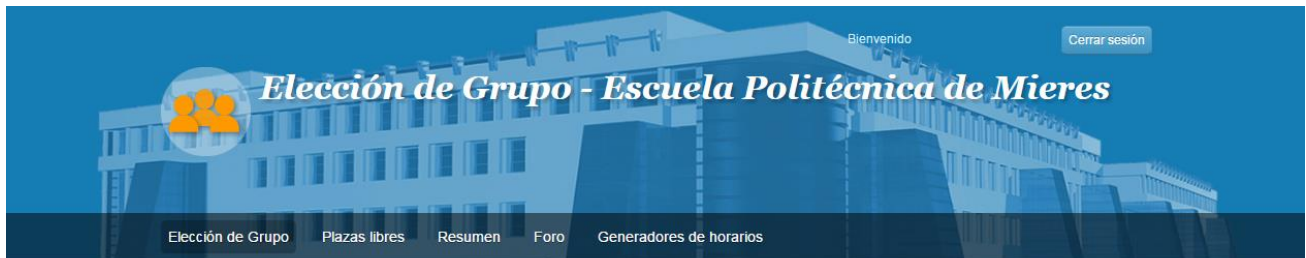 Bienvenido
Cerrar sesión
Elección de Grupo - Escuela Politécnica de Mieres
Elección de Grupo Plazas libres Resumen Foro Generadores de horarios